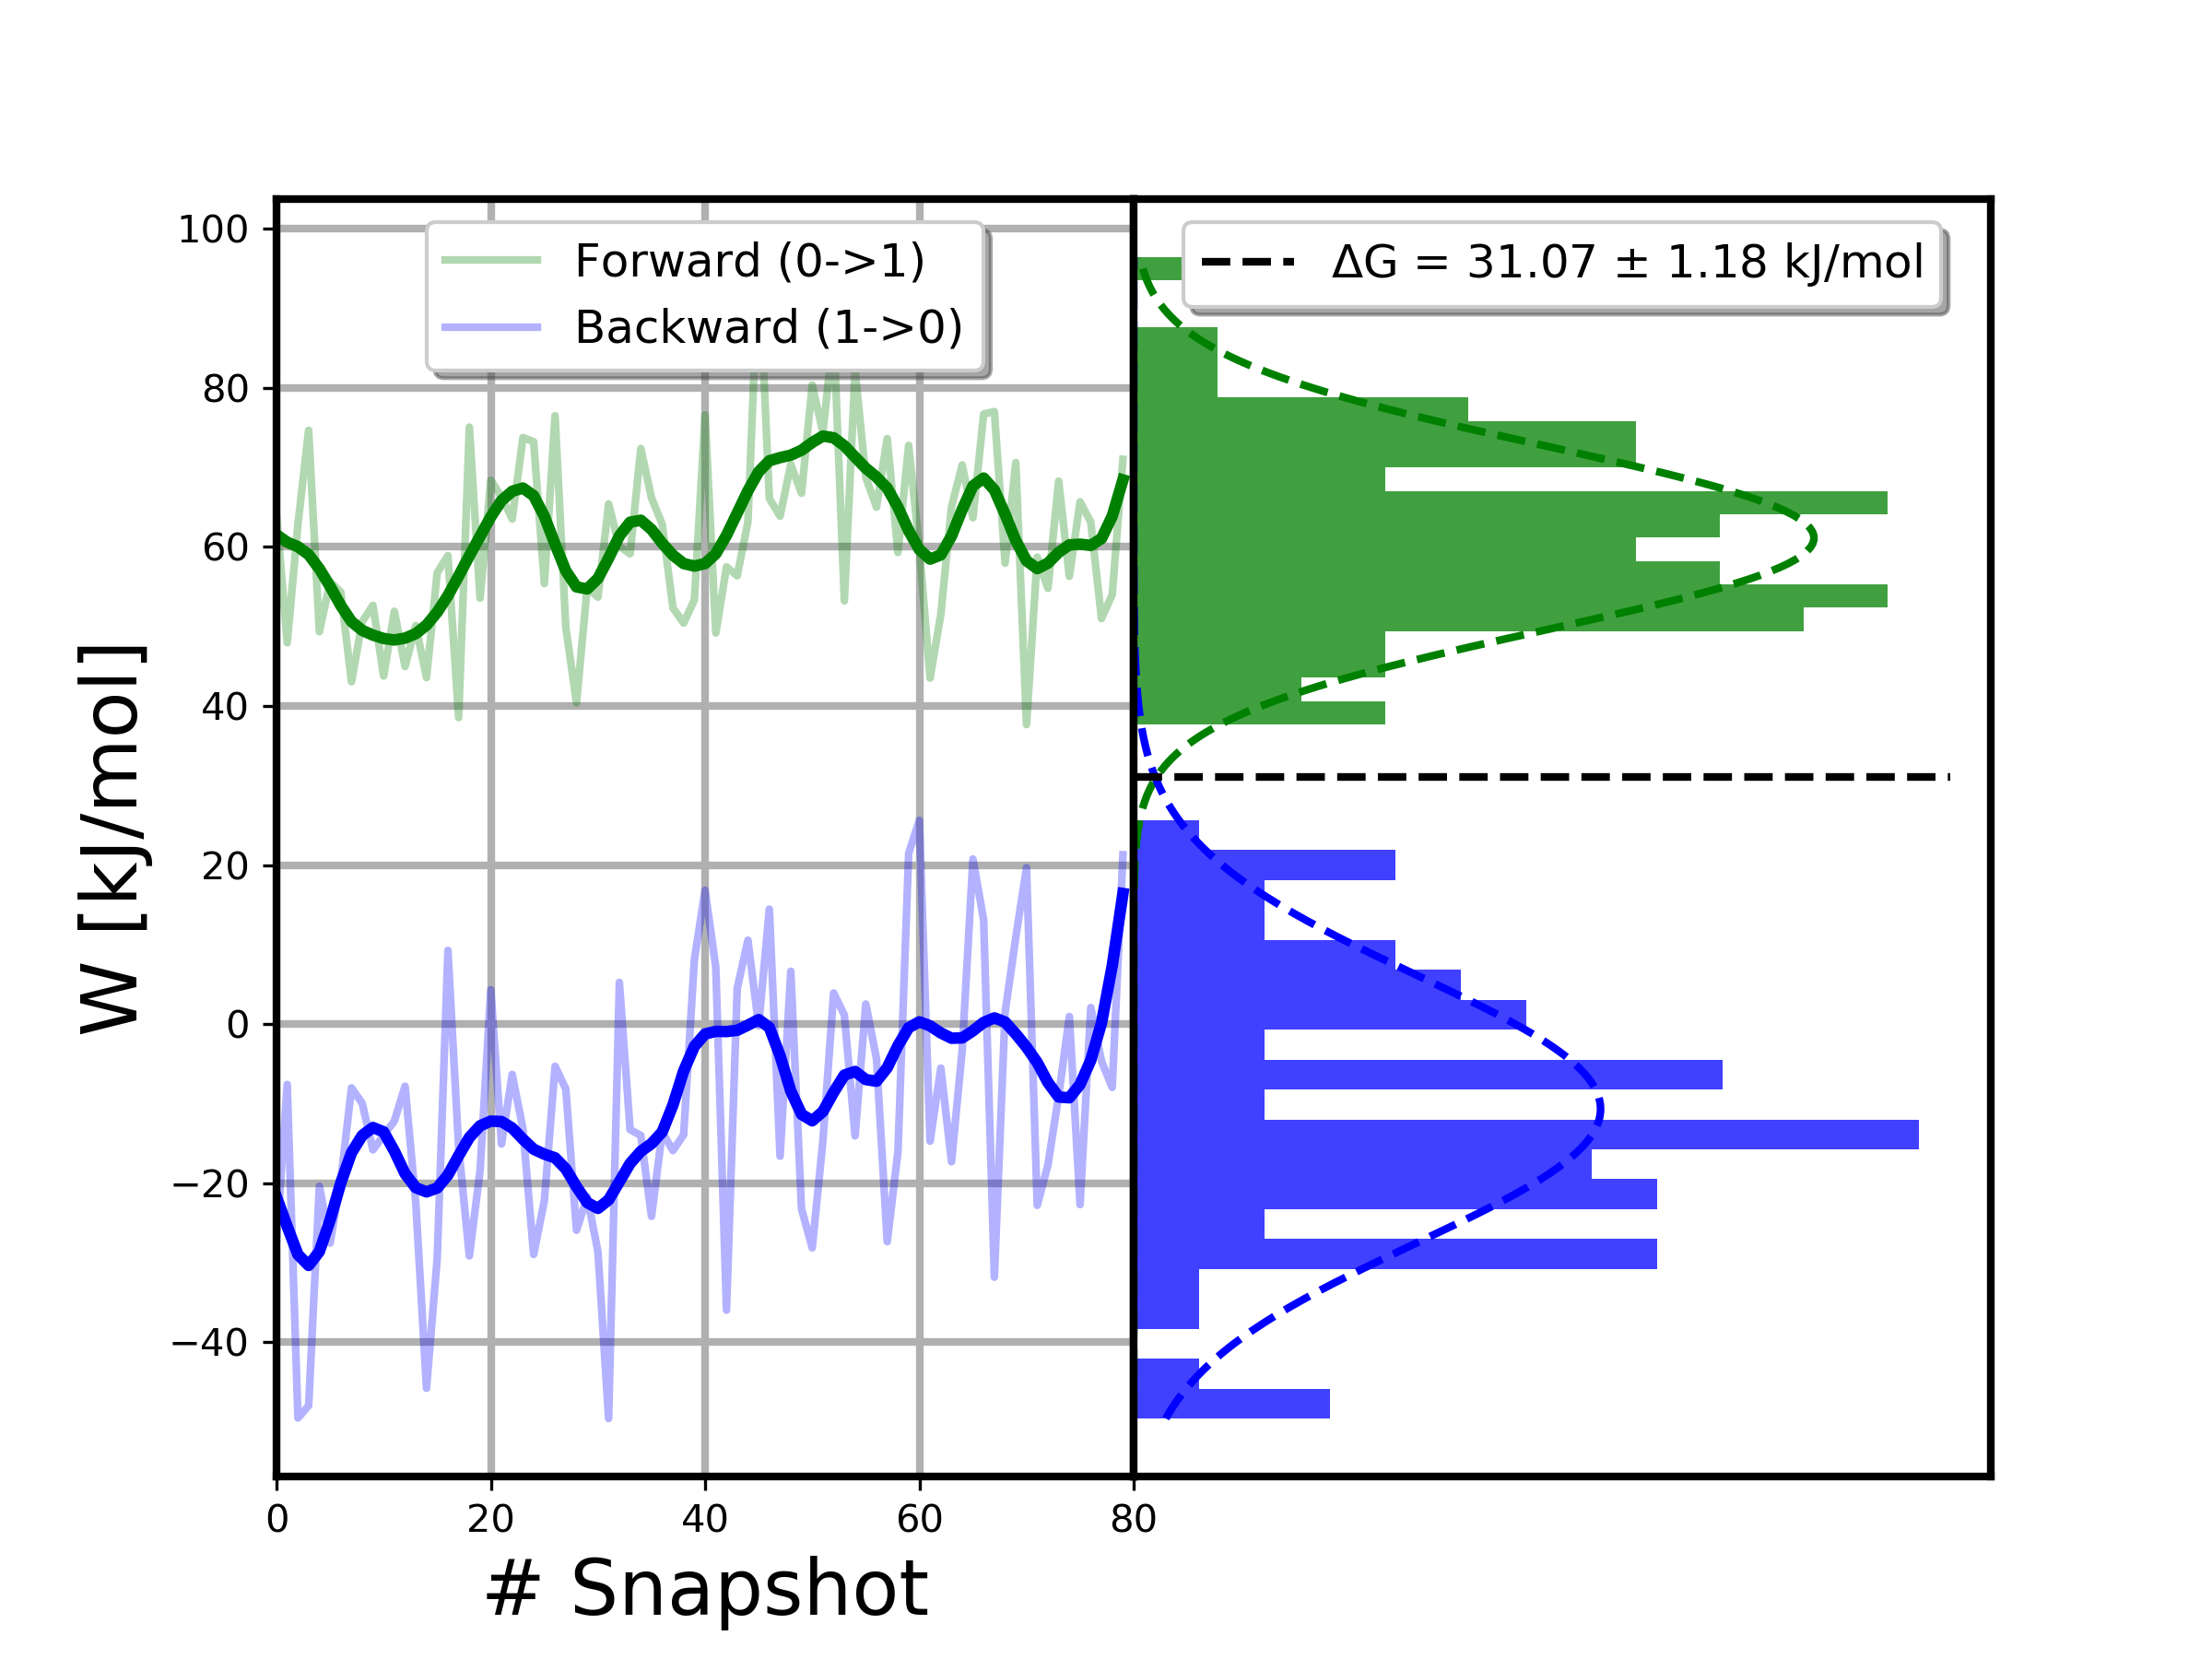 Forward (0->1)
Backward (1->0)
ΔG = 31.07 ± 1.18 kJ/mol
100
80
60
40
20
0
−20
−40
W [kJ/mol]
0 20 40 60 80
# Snapshot